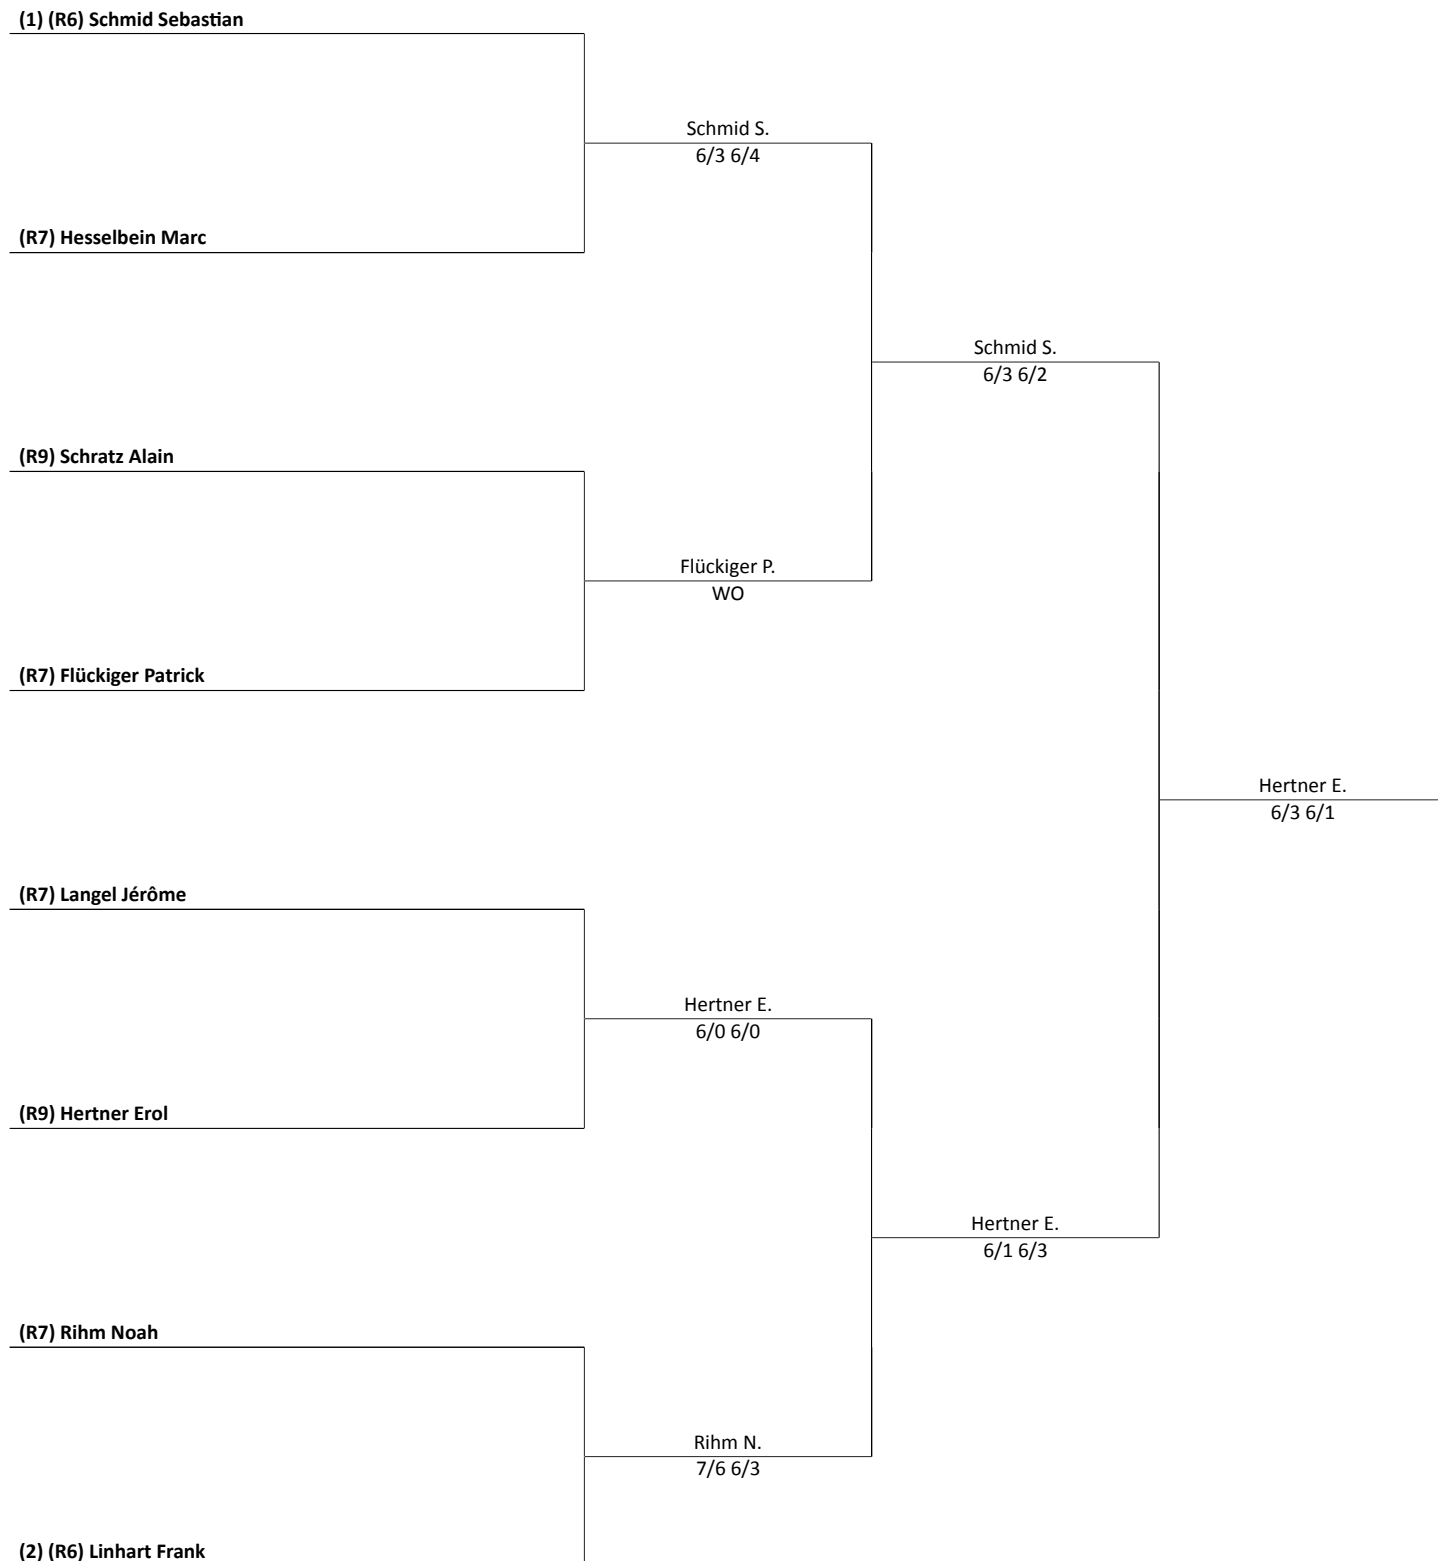 (1) (R6) Schmid Sebastian
Schmid S.
6/3 6/4
(R7) Hesselbein Marc
Schmid S.
6/3 6/2
(R9) Schratz Alain
Flückiger P.
WO
(R7) Flückiger Patrick
Hertner E.
6/3 6/1
(R7) Langel Jérôme
Hertner E.
6/0 6/0
(R9) Hertner Erol
Hertner E.
6/1 6/3
(R7) Rihm Noah
Rihm N.
7/6 6/3
(2) (R6) Linhart Frank